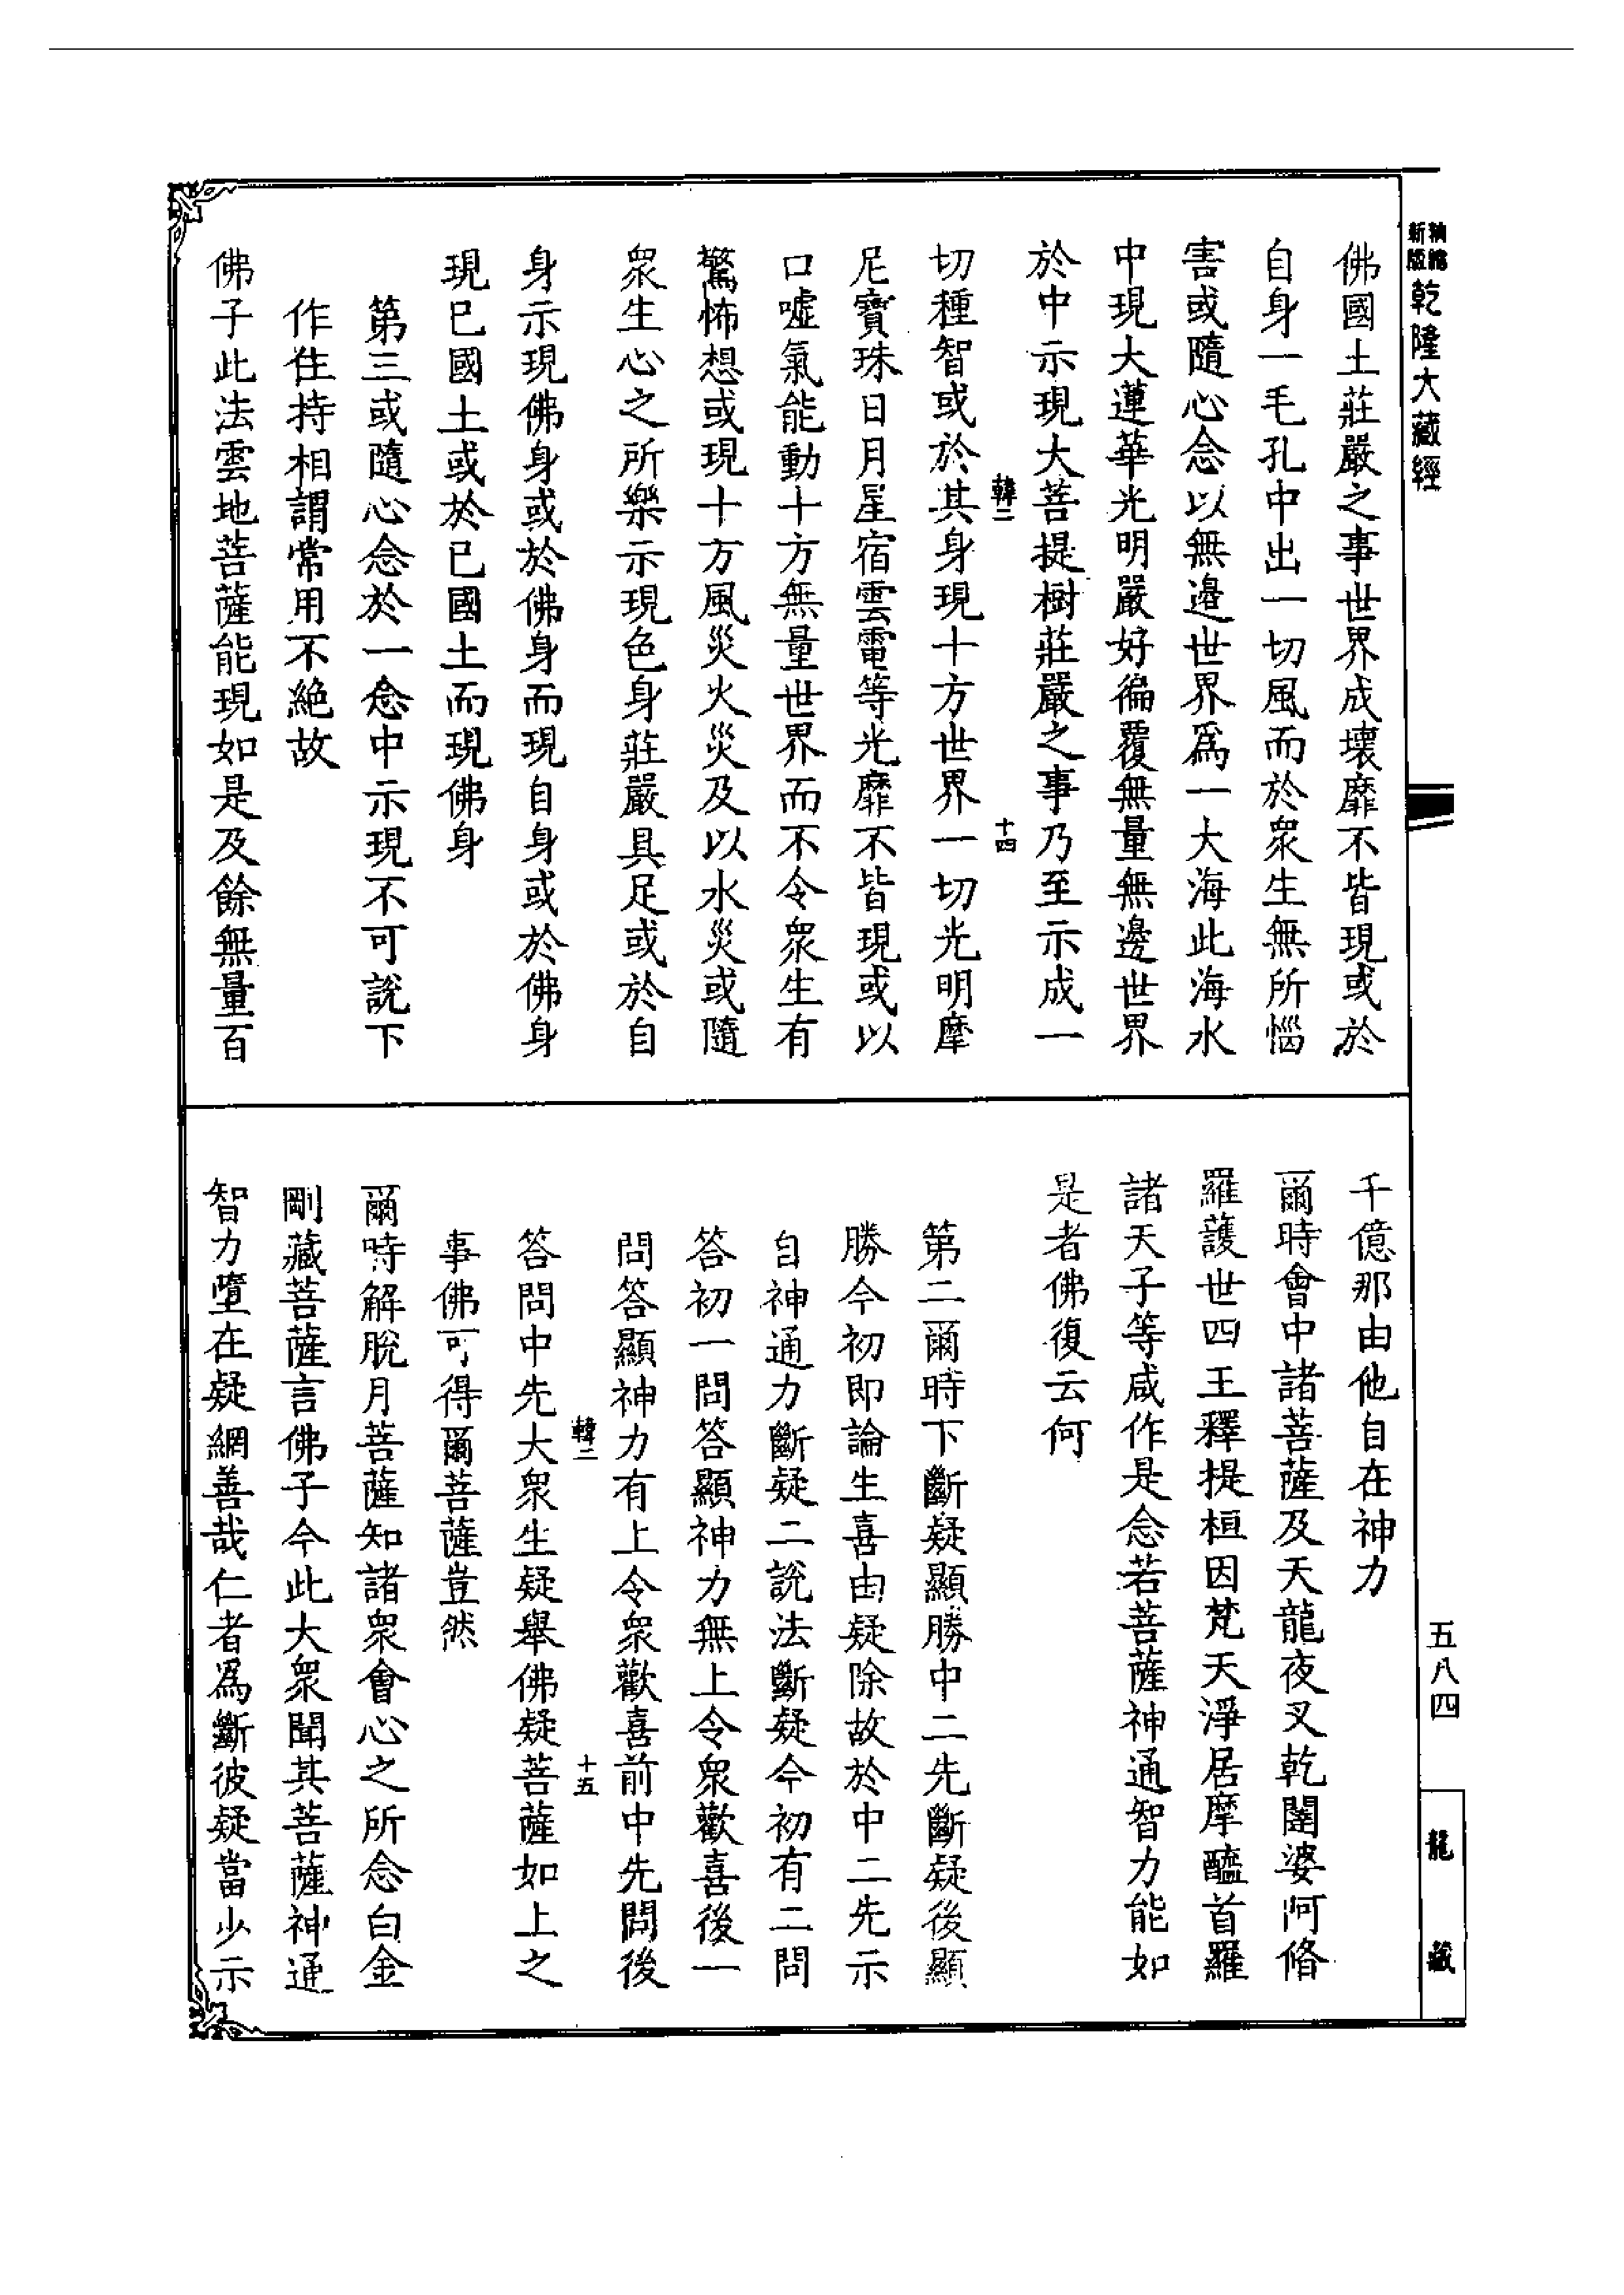 新版
精縮
乾隆大藏經
佛國土莊嚴之事世界成壞靡不皆現或於
自身一毛孔中出一切風而於衆生無所惱
害或隨心念以無邊世界爲一大海此海水
中現大蓮華光明嚴好徧覆無量無邊世界
於中示現大菩提樹莊嚴之事乃至示成一
韓二
十四
切種智或於其身現十方世界一切光明摩
尼寶珠日月星宿雲電等光靡不皆現或以
口噓氣能動十方無量世界而不令衆生有
驚怖想或現十方風災火災及以水災或隨
衆生心之所樂示現色身莊嚴具足或於自
身示現佛身或於佛身而現自身或於佛身
現已國土或於已國土而現佛身
第三或隨心念於一念中示現不可說下
作住持相謂常用不絕故
佛子此法雲地菩薩能現如是及餘無量百
千億那由他自在神力
爾時會中諸菩薩及天龍夜叉乾闥婆阿脩
羅護世四王釋提桓因梵天淨居摩醯首羅
諸天子等咸作是念若菩薩神通智力能如
是者佛復云何
第二爾時下斷疑顯勝中二先斷疑後顯
勝今初即論生喜由疑除故於中二先示
自神通力斷疑二說法斷疑今初有二問
答初一問答顯神力無上令衆歡喜後一
問答顯神力有上令衆歡喜前中先問後
韓二
十五
答問中先大衆生疑舉佛疑菩薩如上之
事佛可得爾菩薩豈然
爾時解脫月菩薩知諸衆會心之所念白金
剛藏菩薩言佛子今此大衆聞其菩薩神通
智力墮在疑網善哉仁者爲斷彼疑當少示
五八四
龍藏